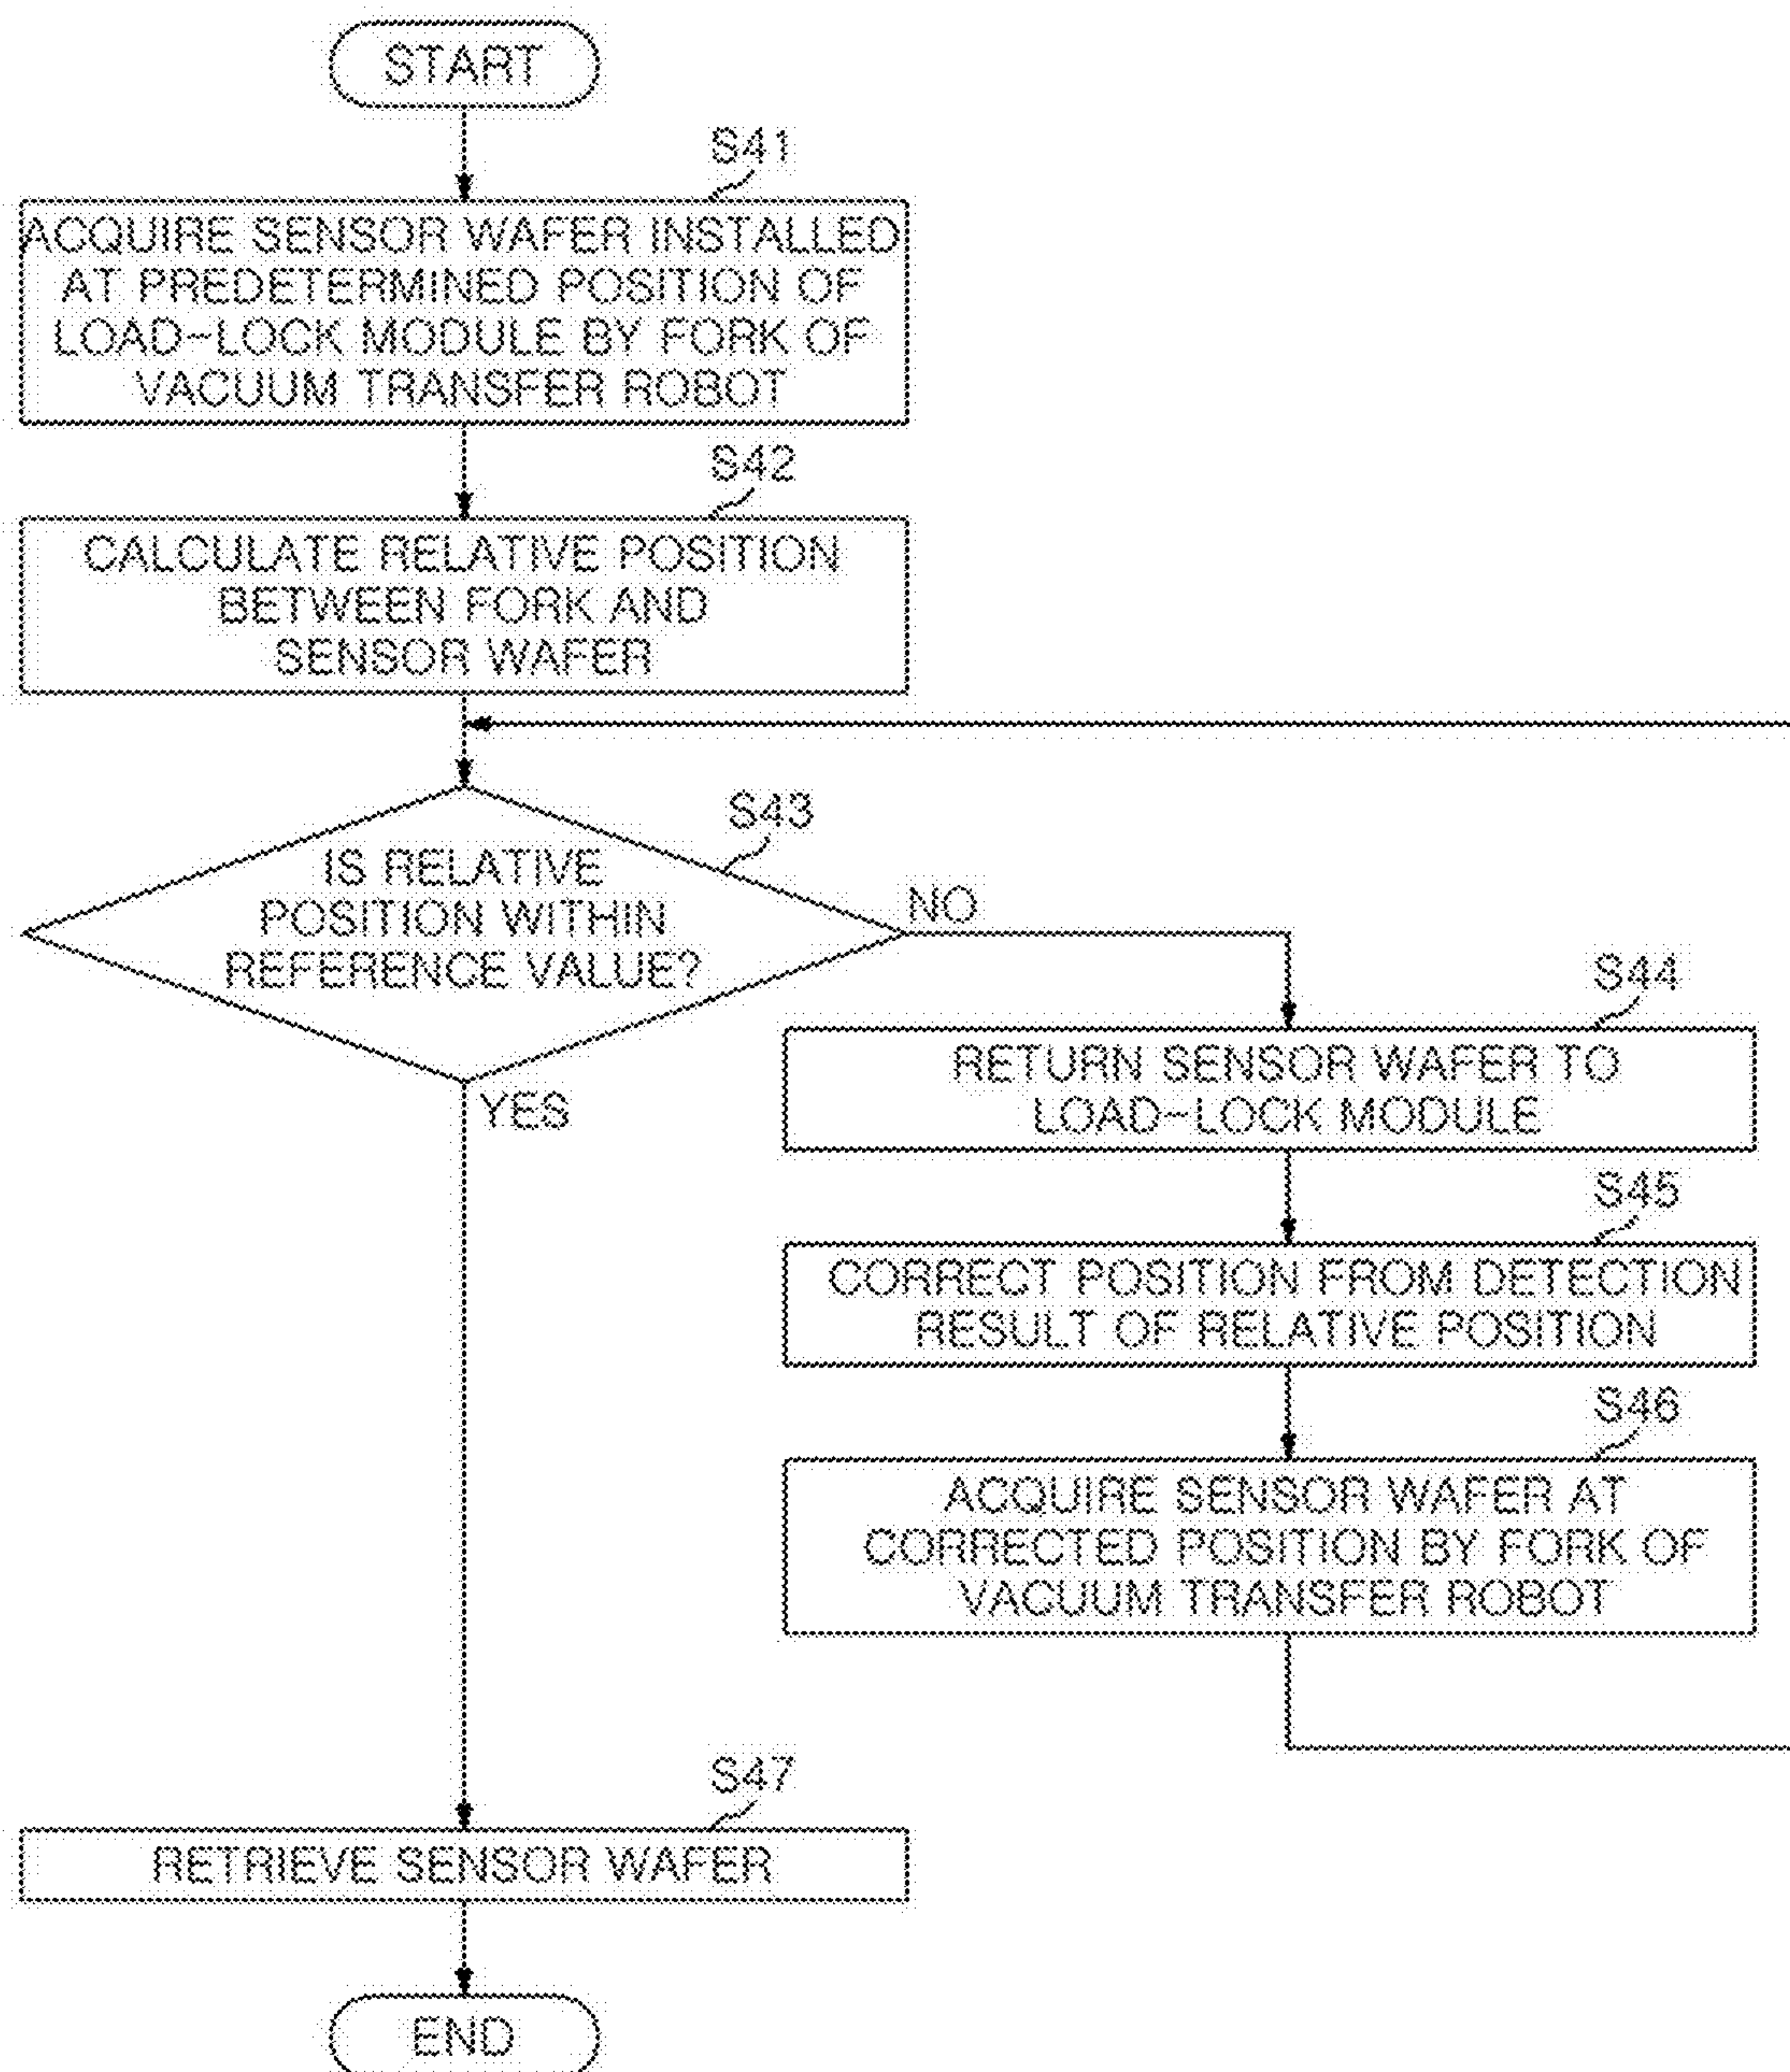 START
S41
ACQUIRE SENSOR WAFER INSTALLED
AT PREDETERMINED POSITION OF
LOAD-LOCK MODULE BY FORK OF
VACUUM TRANSFER ROBOT
S42
CALCULATE RELATIVE POSITION
BETWEEN FORK AND
SENSOR WAFER
S43
IS RELATIVE
POSITION WITHIN
REFERENCE VALUE?
NO
YES
S44
RETURN SENSOR WAFER TO
LOAD-LOCK MODULE
S45
CORRECT POSITION FROM DETECTION
RESULT OF RELATIVE POSITION
S46
ACQUIRE SENSOR WAFER AT
CORRECTED POSITION BY FORK OF
VACUUM TRANSFER ROBOT
S47
RETRIEVE SENSOR WAFER
END